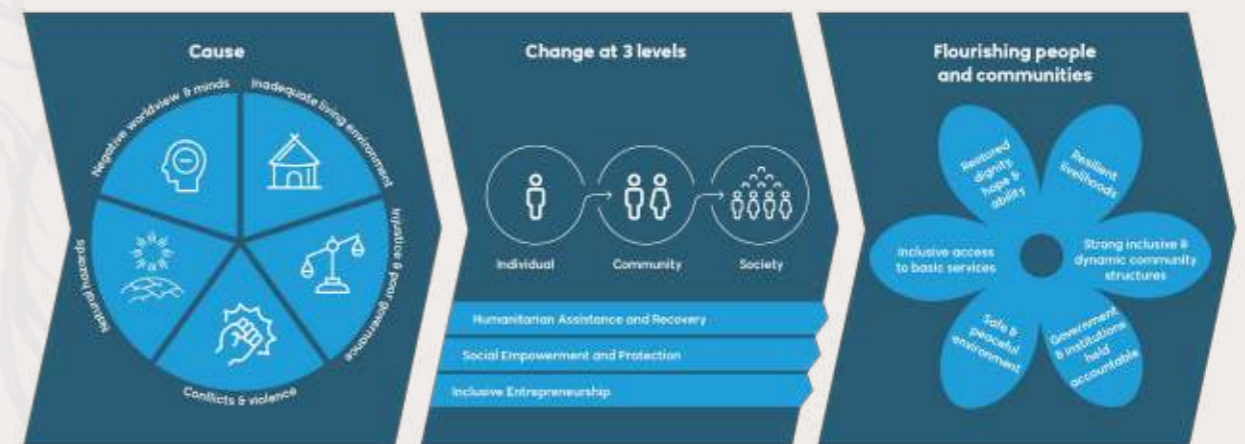 Cause
Negative worldview & minds
Inadequate living environment
Injustice & poor governance
Conflicts & violence
Natural hazards
Change at 3 levels
Individual
Community
Society
Humanitarian Assistance and Recovery
Social Empowerment and Protection
Inclusive Entrepreneurship
Flourishing people
and communities
Restored
dignity,
hope &
ability
Resilient
livelihoods
Inclusive access
to basic services
Strong inclusive &
dynamic community
structures
Safe &
peaceful
environment
Government
& institutions
held
accountable